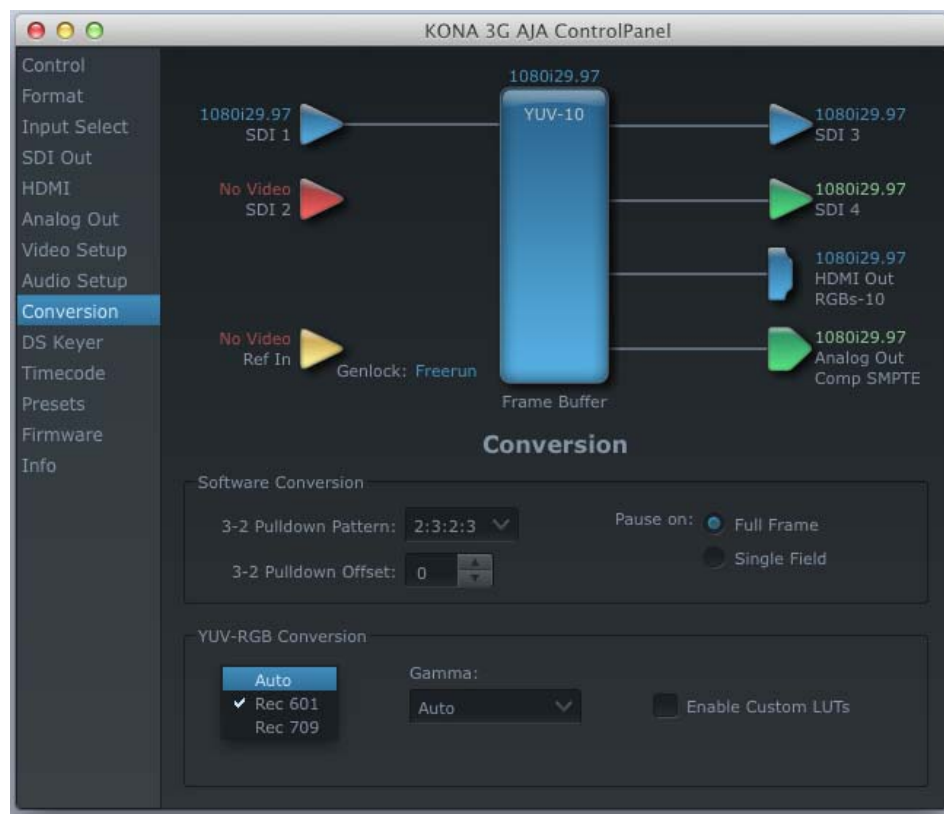 KONA 3G AJA ControlPanel
Control
Format
Input Select
SDI Out
HDMI
Analog Out
Video Setup
Audio Setup
Conversion
DS Keyer
Timecode
Presets
Firmware
Info
1080i29.97
YUV-10
1080i29.97
SDI 1
No Video
SDI 2
No Video
Ref In
Genlock: Freerun
Frame Buffer
1080i29.97
SDI 3
1080i29.97
SDI 4
1080i29.97
HDMI Out
RGBs-10
1080i29.97
Analog Out
Comp SMPTE
Conversion
Software Conversion
3-2 Pulldown Pattern: 2:3:2:3
3-2 Pulldown Offset: 0
Pause on: Full Frame
Single Field
YUV-RGB Conversion
Auto
Rec 601
Rec 709
Gamma:
Auto
Enable Custom LUTs